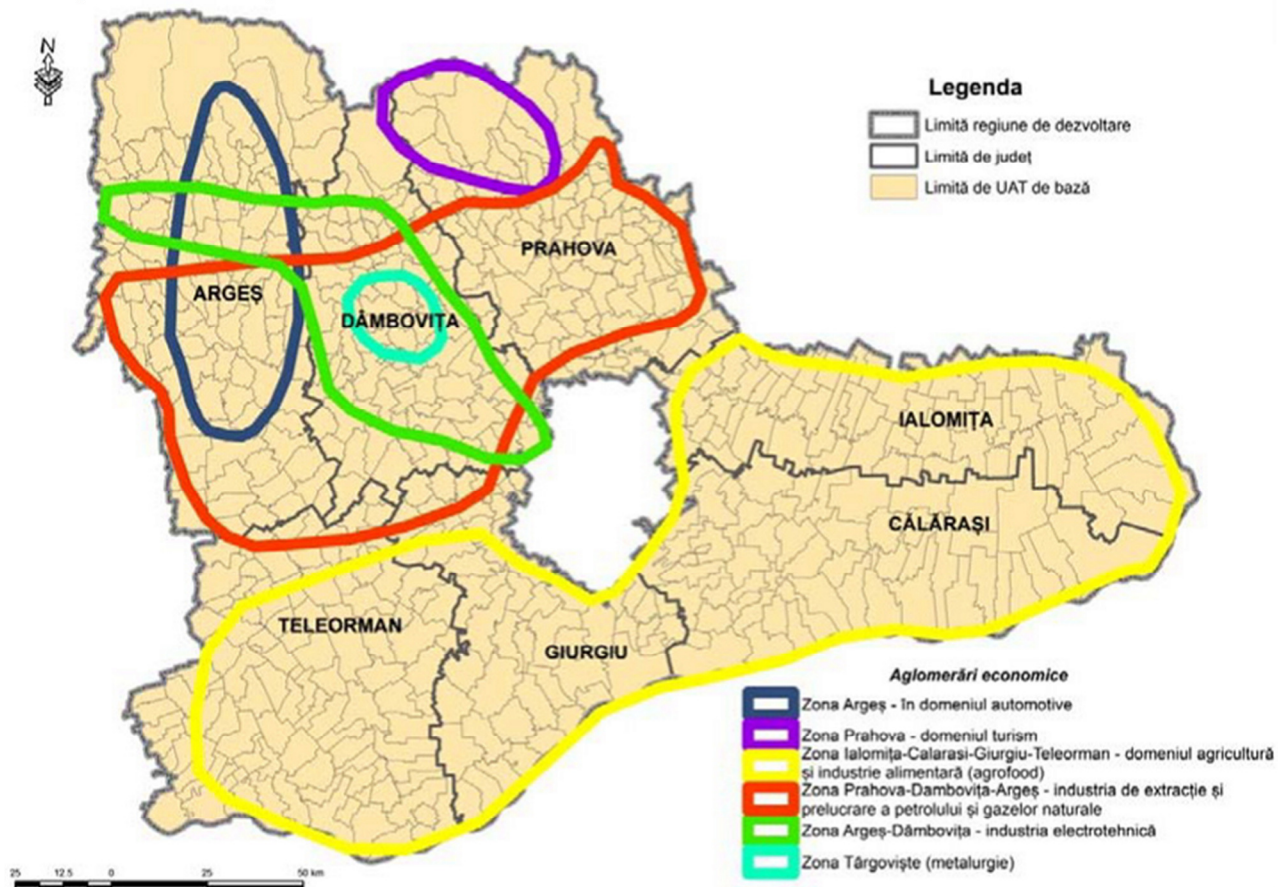 N
Legenda
Limită regiune de dezvoltare
Limită de județ
Limită de UAT de bază
PRAHOVA
ARGEȘ
DÂMBOVIȚA
IALOMIȚA
CĂLĂRAȘI
TELEORMAN
GIURGIU
Aglomerări economice
Zona Argeș - în domeniul automotive
Zona Prahova - domeniul turism
Zona Ialomița-Calarasi-Giurgiu-Teleorman - domeniul agricultură
și industrie alimentară (agrofood)
Zona Prahova-Dambovița-Argeș - industria de extracție și
prelucrare a petrolului și gazelor naturale
Zona Argeș-Dâmbovița - industria electrotehnică
Zona Târgoviște (metalurgie)
25 12.5 0 25 50 km